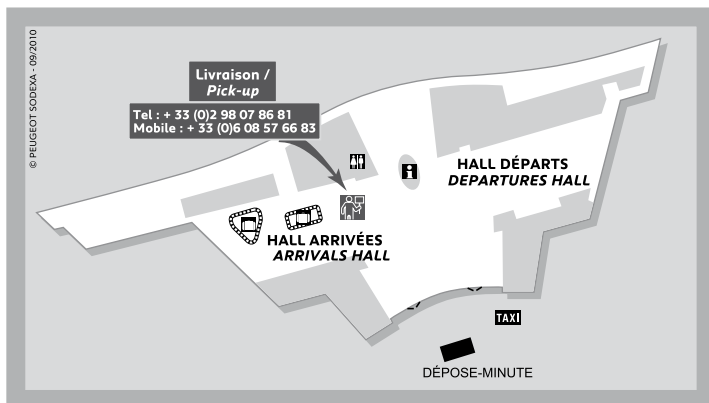 © PEUGEOT SODEXA - 09/2010
Livraison /
Pick-up
Tel : + 33 (0)2 98 07 86 81
Mobile : + 33 (0)6 08 57 66 83
HALL DÉPARTS
DEPARTURES HALL
HALL ARRIVÉES
ARRIVALS HALL
TAXI
DÉPOSE-MINUTE